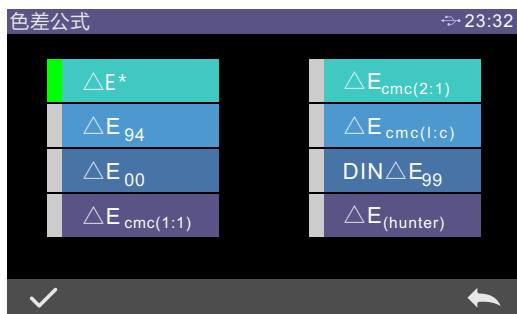 色差公式 23:32
△E*
△E94
△E00
△Ecmc(1:1)
△Ecmc(2:1)
△Ecmc(l:c)
DIN△E99
△E(hunter)